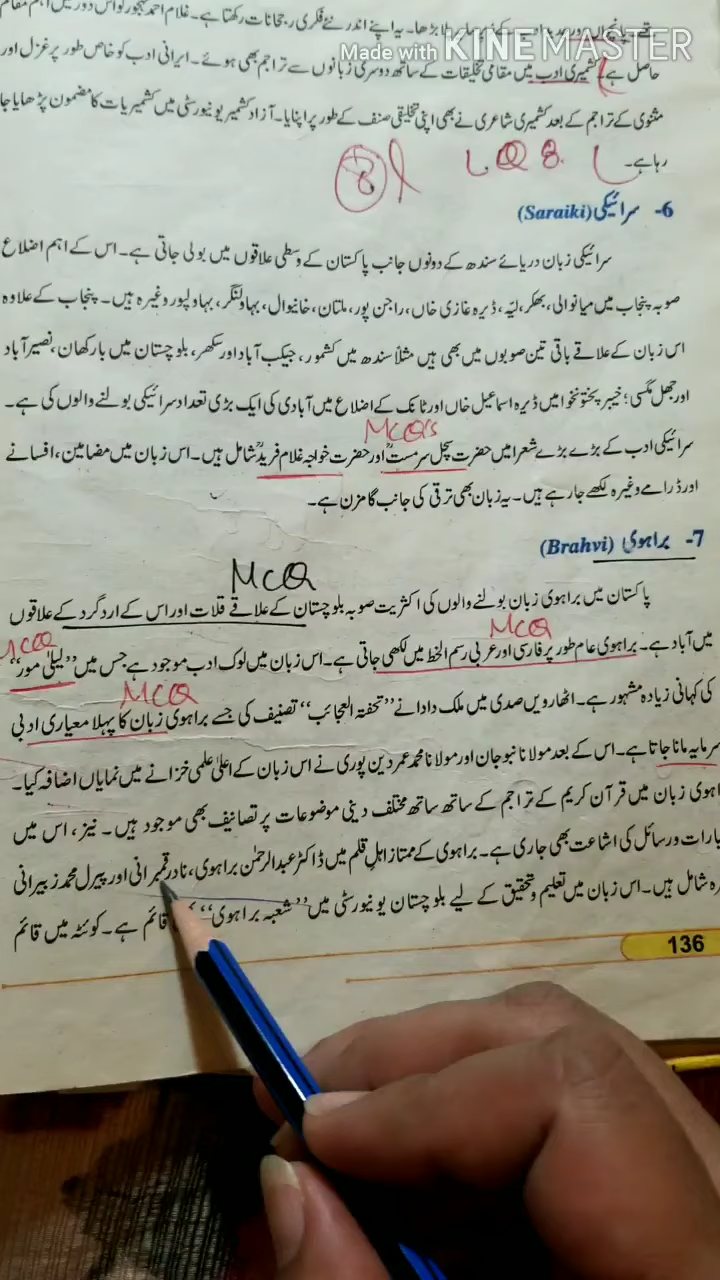 Made with KINEMASTER
حاصل ہے۔ کشمیری ادب میں مقامی تخلیقات کے ساتھ دوسری زبانوں سے تراجم بھی ہوئے۔ ایرانی ادب کو خاص طور پر غزل اور
مثنوی کے تراجم کے بعد کشمیری شاعری نے بھی اپنی تخلیقی صنف کے طور پر اپنایا۔ آزاد کشمیر یونیورسٹی میں کشمیریات کا مضمون پڑھایا جا
رہا ہے۔
6- سرائیکی (Saraiki)
سرائیکی زبان دریائے سندھ کے دونوں جانب پاکستان کے وسطی علاقوں میں بولی جاتی ہے۔ اس کے اہم اضلاع
صوبہ پنجاب میں میانوالی، بھکر، لیّہ، ڈیرہ غازی خاں، راجن پور، ملتان، خانیوال، بہاولنگر، بہاولپور وغیرہ ہیں۔ پنجاب کے علاوہ
اس زبان کے علاقے باقی تین صوبوں میں بھی ہیں مثلاً سندھ میں کشمور، جیکب آباد اور سکھر، بلوچستان میں بارکھان، نصیر آباد
اور جھل مگسی؛ خیبر پختونخوا میں ڈیرہ اسماعیل خاں اور ٹانک کے اضلاع میں آبادی کی ایک بڑی تعداد سرائیکی بولنے والوں کی ہے۔
MCQ's
سرائیکی ادب کے بڑے بڑے شعرا میں حضرت سچل سرمستؒ اور حضرت خواجہ غلام فریدؒ شامل ہیں۔ اس زبان میں مضامین، افسانے
اور ڈرامے وغیرہ لکھے جا رہے ہیں۔ یہ زبان بھی ترقی کی جانب گامزن ہے۔
7- براہوی (Brahvi)
MCQ
پاکستان میں براہوی زبان بولنے والوں کی اکثریت صوبہ بلوچستان کے علاقے قلات اور اس کے اردگرد کے علاقوں
MCQ
میں آباد ہے۔ براہوی عام طور پر فارسی اور عربی رسم الخط میں لکھی جاتی ہے۔ اس زبان میں لوک ادب موجود ہے جس میں ”لیلیٰ مور“
MCQ
MCQ
کی کہانی زیادہ مشہور ہے۔ اٹھارویں صدی میں ملک دادا نے ”تحفۃ العجائب“ تصنیف کی جسے براہوی زبان کا پہلا معیاری ادبی
سرمایہ مانا جاتا ہے۔ اس کے بعد مولانا نبو جان اور مولانا محمد عمر دین پوری نے اس زبان کے اعلیٰ علمی خزانے میں نمایاں اضافہ کیا۔
اہوی زبان میں قرآن کریم کے تراجم کے ساتھ ساتھ مختلف دینی موضوعات پر تصانیف بھی موجود ہیں۔ نیز، اس میں
بارات و رسائل کی اشاعت بھی جاری ہے۔ براہوی کے ممتاز اہلِ قلم میں ڈاکٹر عبدالرحمٰن براہوی، نادر قمبرانی اور پیرل محمد زبیرانی
رہ شامل ہیں۔ اس زبان میں تعلیم و تحقیق کے لیے بلوچستان یونیورسٹی میں ”شعبہ براہوی“ قائم ہے۔ کوئٹہ میں قائم
136